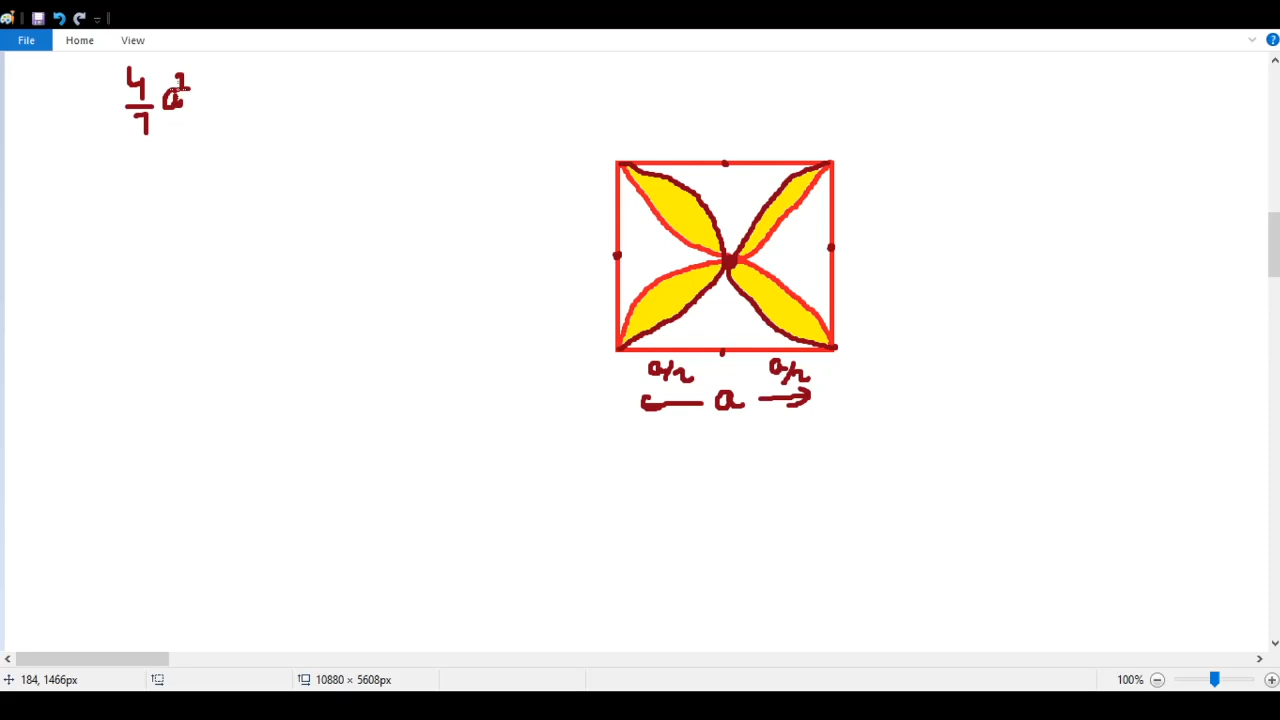 File Home View
4/7 a²
a/2 a/2
← a →
184, 1466px 10880 × 5608px 100%